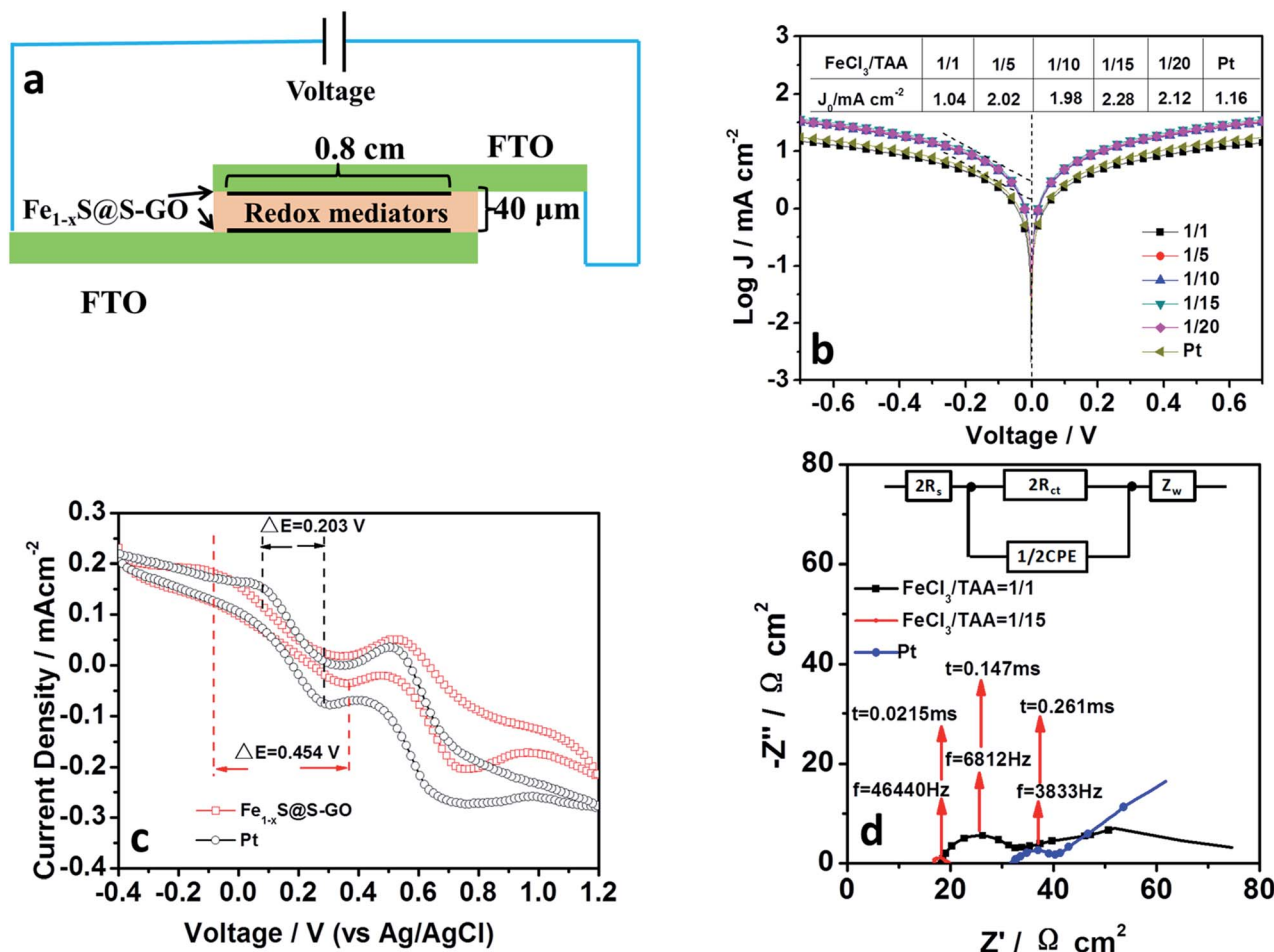 a
Voltage
0.8 cm
FTO
Fe1-xS@S-GO
Redox mediators
40 μm
FTO
FeCl3/TAA 1/1 1/5 1/10 1/15 1/20 Pt
J0/mA cm-2 1.04 2.02 1.98 2.28 2.12 1.16
2
1
0
-1
-2
-3
Log J / mA cm-2
1/1
1/5
1/10
1/15
1/20
Pt
b
-0.6 -0.4 -0.2 0.0 0.2 0.4 0.6
Voltage / V
0.3
0.2
0.1
0.0
-0.1
-0.2
-0.3
-0.4
Current Density / mAcm-2
△E=0.203 V
△E=0.454 V
Fe1-xS@S-GO
Pt
c
-0.4 -0.2 0.0 0.2 0.4 0.6 0.8 1.0 1.2
Voltage / V (vs Ag/AgCl)
80
60
40
20
0
-Z'' / Ω cm2
2Rs 2Rct Zw
1/2CPE
FeCl3/TAA=1/1
FeCl3/TAA=1/15
Pt
t=0.147ms
t=0.0215ms
t=0.261ms
f=6812Hz
f=46440Hz
f=3833Hz
d
0 20 40 60 80
Z' / Ω cm2